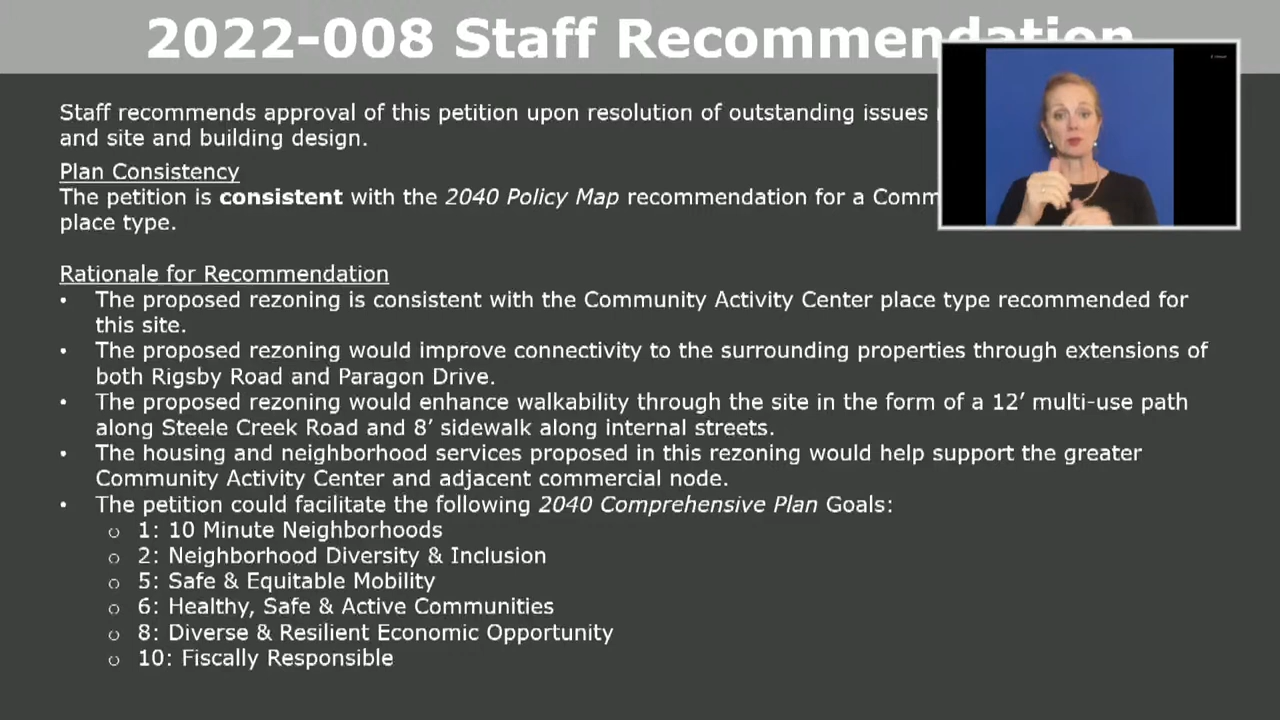 2022-008 Staff Recommendation
Staff recommends approval of this petition upon resolution of outstanding issues
and site and building design.
Plan Consistency
The petition is consistent with the 2040 Policy Map recommendation for a
place type.
Rationale for Recommendation
• The proposed rezoning is consistent with the Community Activity Center place type recommended for
this site.
• The proposed rezoning would improve connectivity to the surrounding properties through extensions of
both Rigsby Road and Paragon Drive.
• The proposed rezoning would enhance walkability through the site in the form of a 12’ multi-use path
along Steele Creek Road and 8’ sidewalk along internal streets.
• The housing and neighborhood services proposed in this rezoning would help support the greater
Community Activity Center and adjacent commercial node.
• The petition could facilitate the following 2040 Comprehensive Plan Goals:
o 1: 10 Minute Neighborhoods
o 2: Neighborhood Diversity & Inclusion
o 5: Safe & Equitable Mobility
o 6: Healthy, Safe & Active Communities
o 8: Diverse & Resilient Economic Opportunity
o 10: Fiscally Responsible